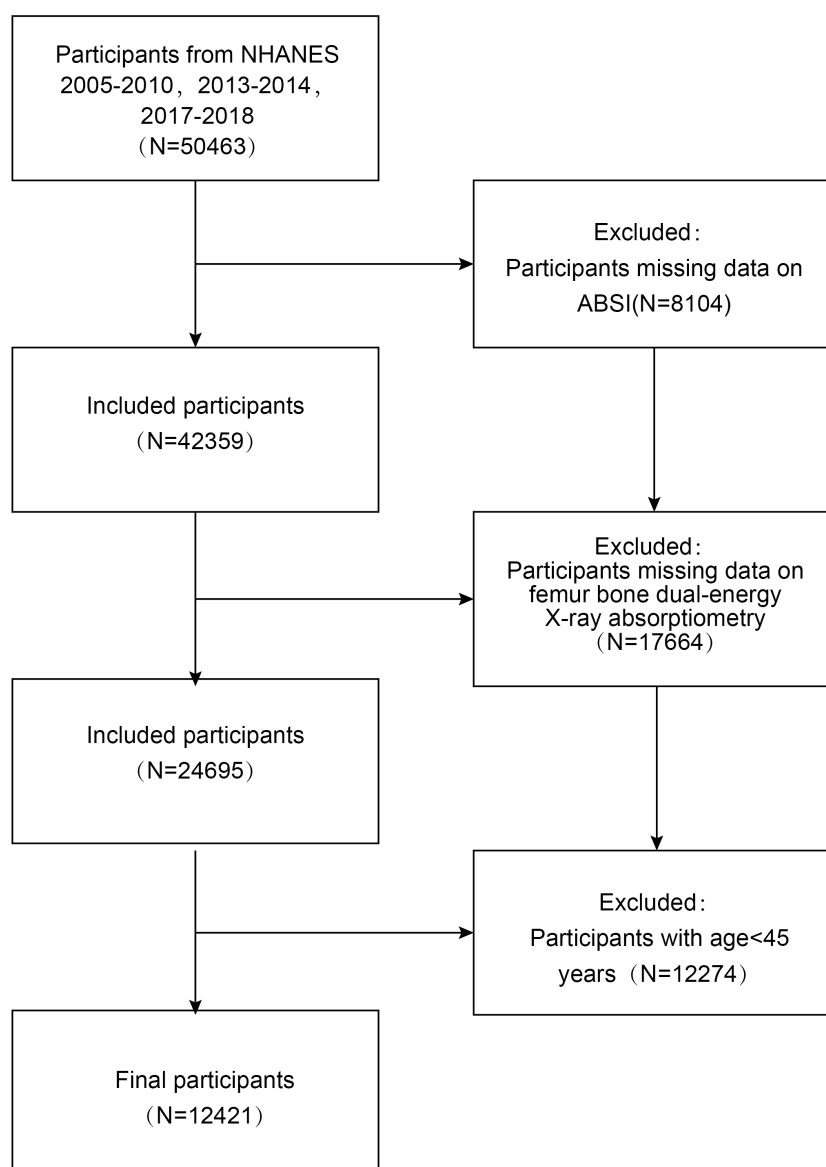 Participants from NHANES
2005-2010，2013-2014，
2017-2018
（N=50463）
Excluded：
Participants missing data on
ABSI(N=8104)
Included participants
（N=42359）
Excluded：
Participants missing data on
femur bone dual-energy
X-ray absorptiometry
（N=17664）
Included participants
（N=24695）
Excluded：
Participants with age<45
years（N=12274）
Final participants
（N=12421）